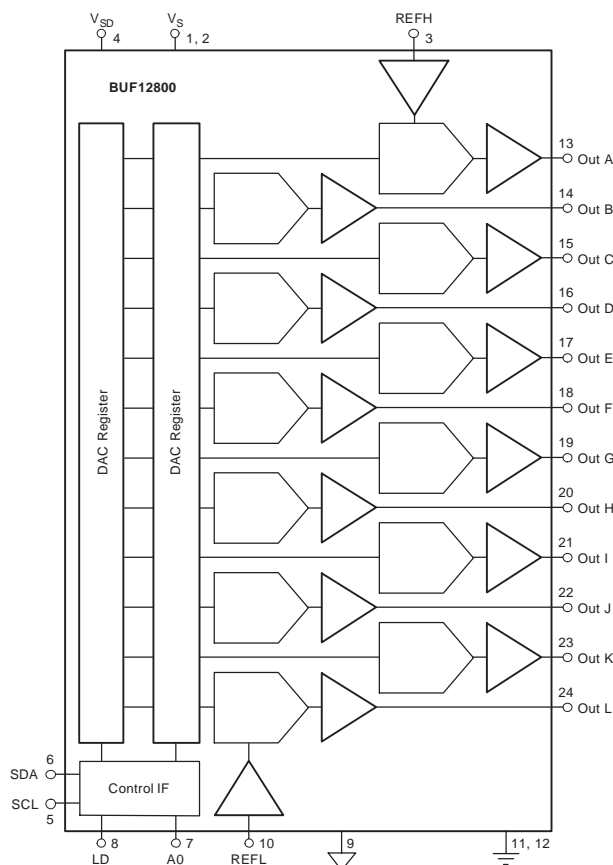 VSD
4
VS
1, 2
REFH
3
BUF12800
13
Out A
14
Out B
15
Out C
16
Out D
17
Out E
18
Out F
19
Out G
20
Out H
21
Out I
22
Out J
23
Out K
24
Out L
DAC Register
DAC Register
6
SDA
SCL
5
Control IF
8
LD
7
A0
10
REFL
9
11, 12